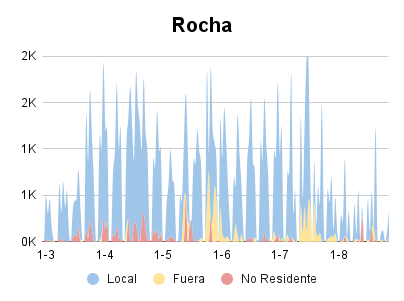 Rocha
2K
2K
1K
1K
0K
1-3 1-4 1-5 1-6 1-7 1-8
Local Fuera No Residente